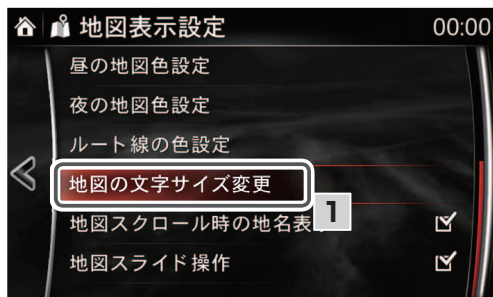 地図表示設定 00:00
昼の地図色設定
夜の地図色設定
ルート線の色設定
地図の文字サイズ変更
1
地図スクロール時の地名表
地図スライド操作